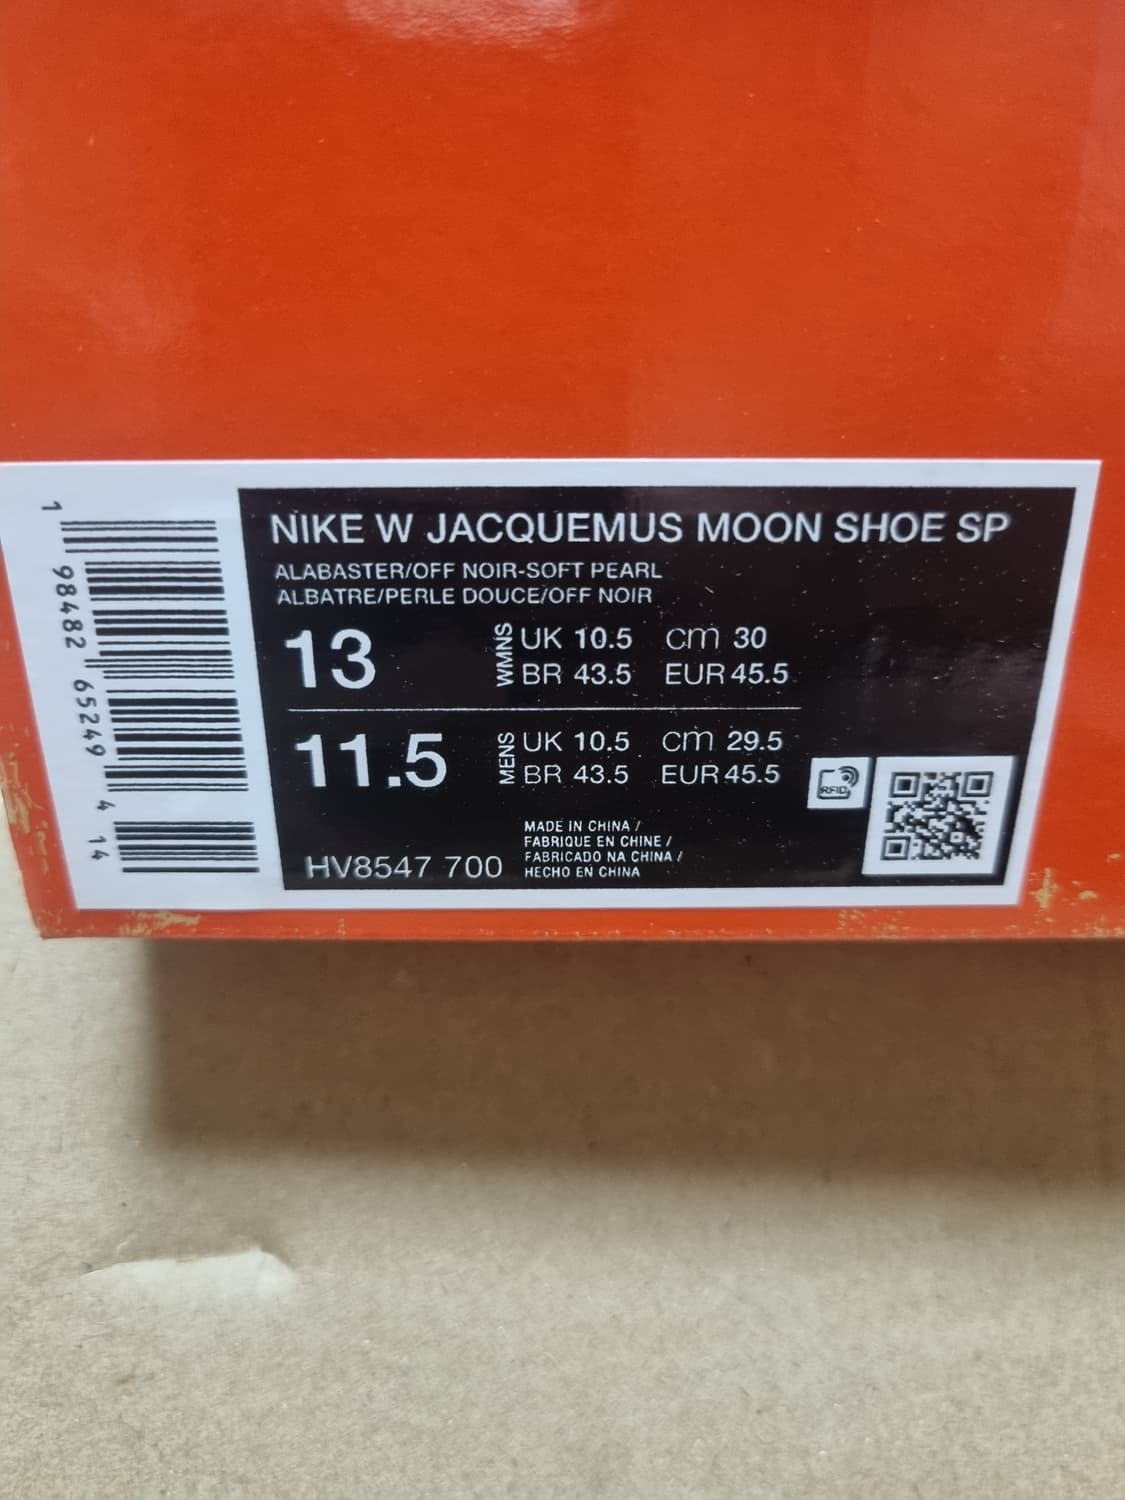 NIKE W JACQUEMUS MOON SHOE SP
ALABASTER/OFF NOIR-SOFT PEARL
ALBATRE/PERLE DOUCE/OFF NOIR
13 WMNS UK 10.5 cm 30
BR 43.5 EUR 45.5
11.5 MENS UK 10.5 cm 29.5
BR 43.5 EUR 45.5
RFID
HV8547 700
MADE IN CHINA /
FABRIQUE EN CHINE /
FABRICADO NA CHINA /
HECHO EN CHINA
1 98482 65249 4 14